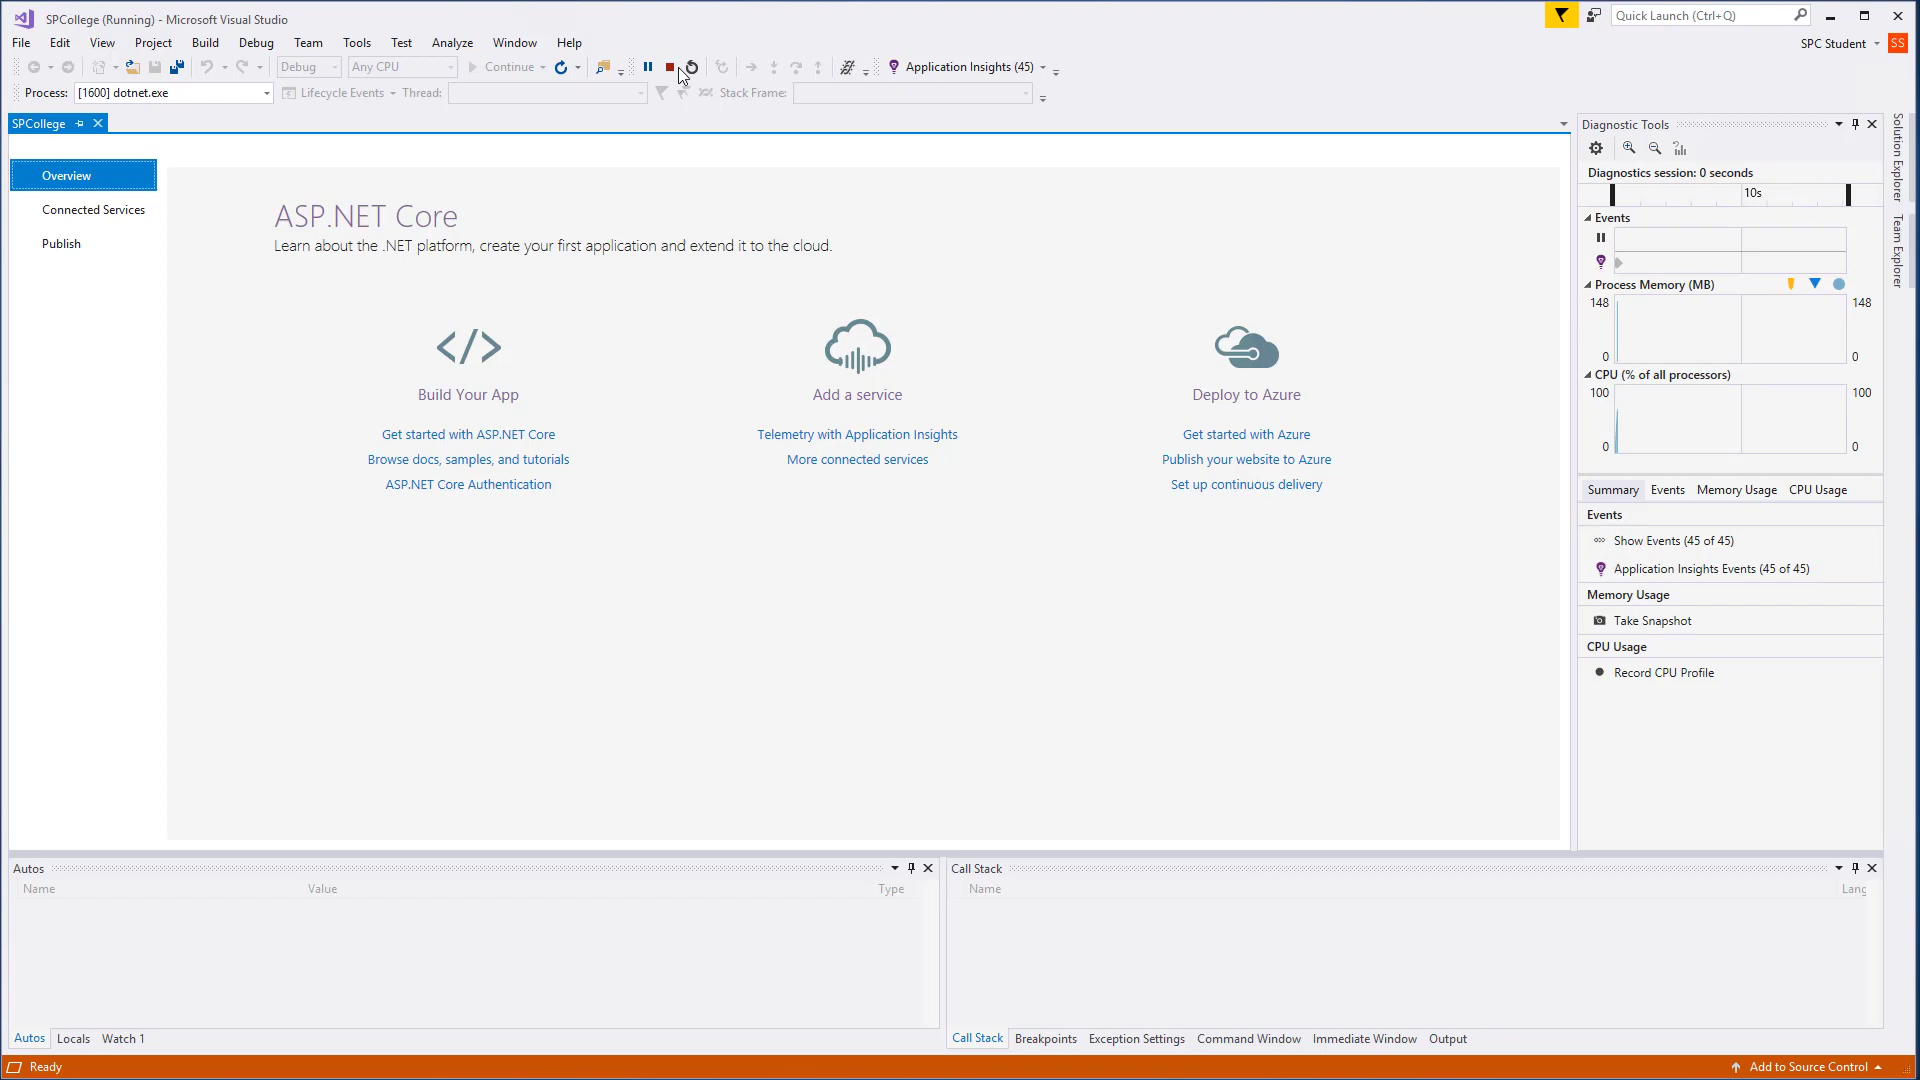 SPCollege (Running) - Microsoft Visual Studio
Quick Launch (Ctrl+Q)
File Edit View Project Build Debug Team Tools Test Analyze Window Help
SPC Student SS
Debug Any CPU Continue Application Insights (45)
Process: [1600] dotnet.exe Lifecycle Events Thread: Stack Frame:
SPCollege
Overview
Connected Services
Publish
ASP.NET Core
Learn about the .NET platform, create your first application and extend it to the cloud.
</>
Build Your App
Get started with ASP.NET Core
Browse docs, samples, and tutorials
ASP.NET Core Authentication
Add a service
Telemetry with Application Insights
More connected services
Deploy to Azure
Get started with Azure
Publish your website to Azure
Set up continuous delivery
Diagnostic Tools
Diagnostics session: 0 seconds
10s
Events
Process Memory (MB)
148 148
0 0
CPU (% of all processors)
100 100
0 0
Summary Events Memory Usage CPU Usage
Events
Show Events (45 of 45)
Application Insights Events (45 of 45)
Memory Usage
Take Snapshot
CPU Usage
Record CPU Profile
Solution Explorer
Team Explorer
Autos
Name Value Type
Autos Locals Watch 1
Call Stack
Name Lang
Call Stack Breakpoints Exception Settings Command Window Immediate Window Output
Ready
Add to Source Control